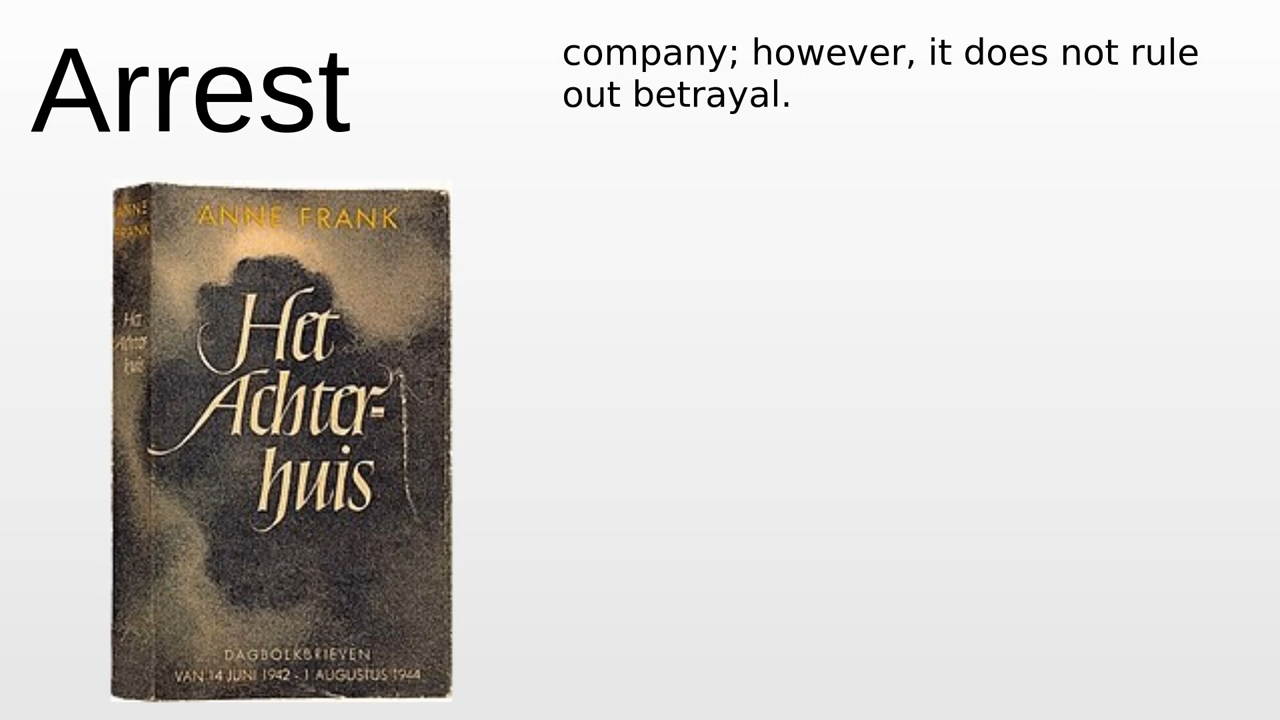 Arrest
company; however, it does not rule
out betrayal.
ANNE FRANK
ANNE
FRANK
Het
Achter=
huis
Het
Achter
huis
DAGBOEKBRIEVEN
VAN 14 JUNI 1942 - 1 AUGUSTUS 1944